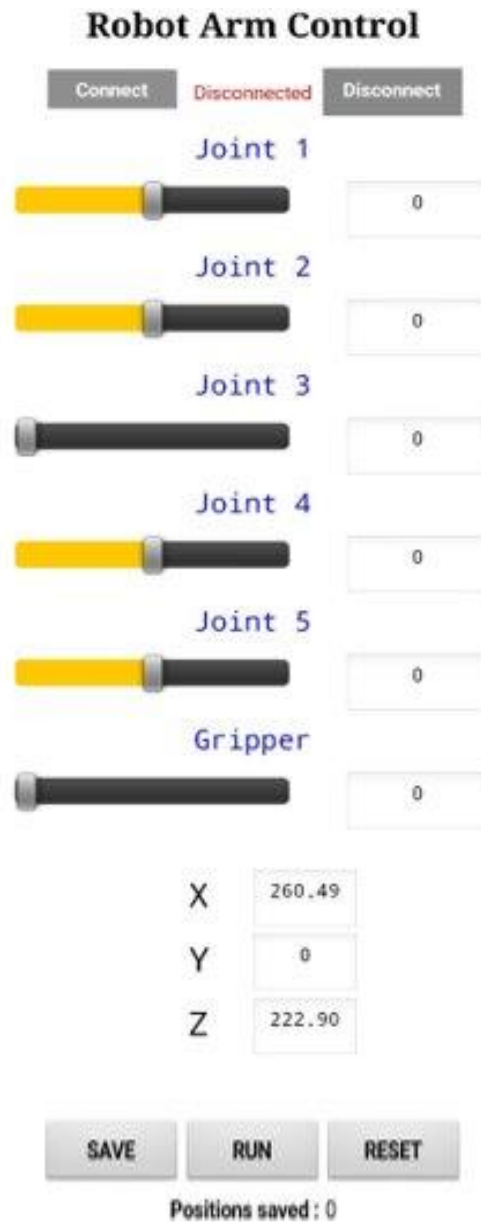 Robot Arm Control
Connect Disconnected Disconnect
Joint 1
0
Joint 2
0
Joint 3
0
Joint 4
0
Joint 5
0
Gripper
0
X 260.49
Y 0
Z 222.90
SAVE RUN RESET
Positions saved : 0